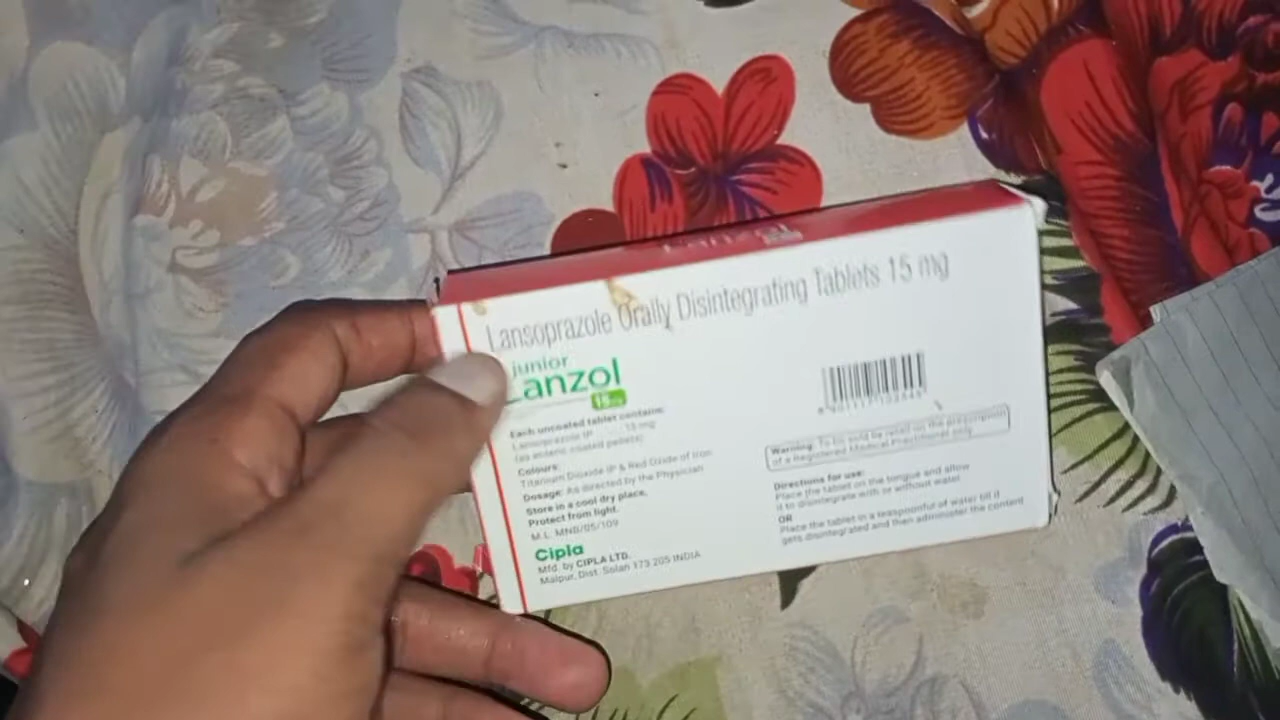 Lanzol
Lansoprazole Orally Disintegrating Tablets 15 mg
junior
Lanzol
15mg
Each uncoated tablet contains:
Lansoprazole IP ..... 15 mg
(as enteric coated pellets)
Colours:
Titanium Dioxide IP & Red Oxide of Iron
Dosage: As directed by the Physician
Store in a cool dry place.
Protect from light.
M.L. MNB/05/109
Cipla
Mfd. by CIPLA LTD.
Malpur, Dist. Solan 173 205 INDIA
Warning: To be sold by retail on the prescription
of a Registered Medical Practitioner only.
Directions for use:
Place the tablet on the tongue and allow
it to disintegrate with or without water.
OR
Place the tablet in a teaspoonful of water till it
gets disintegrated and then administer the content